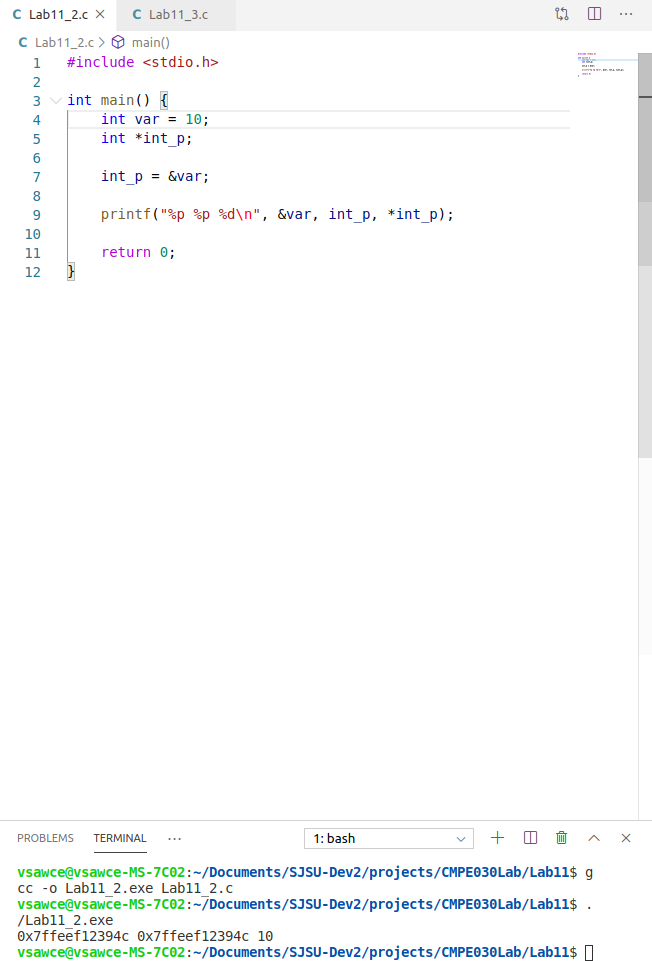 C Lab11_2.c × C Lab11_3.c ···
C Lab11_2.c > main()
1 #include <stdio.h>
2
3 int main() {
4     int var = 10;
5     int *int_p;
6
7     int_p = &var;
8
9     printf("%p %p %d\n", &var, int_p, *int_p);
10
11     return 0;
12 }
PROBLEMS TERMINAL ··· 1: bash
vsawce@vsawce-MS-7C02:~/Documents/SJSU-Dev2/projects/CMPE030Lab/Lab11$ g
cc -o Lab11_2.exe Lab11_2.c
vsawce@vsawce-MS-7C02:~/Documents/SJSU-Dev2/projects/CMPE030Lab/Lab11$ .
/Lab11_2.exe
0x7ffeef12394c 0x7ffeef12394c 10
vsawce@vsawce-MS-7C02:~/Documents/SJSU-Dev2/projects/CMPE030Lab/Lab11$